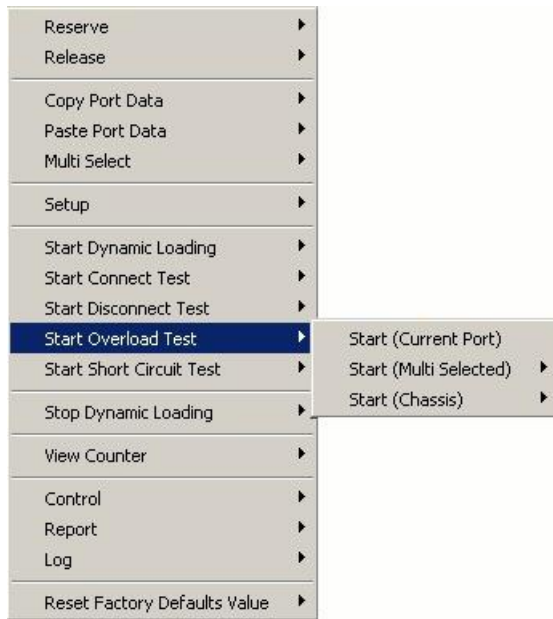 Reserve
Release
Copy Port Data
Paste Port Data
Multi Select
Setup
Start Dynamic Loading
Start Connect Test
Start Disconnect Test
Start Overload Test
Start (Current Port)
Start Short Circuit Test
Start (Multi Selected)
Start (Chassis)
Stop Dynamic Loading
View Counter
Control
Report
Log
Reset Factory Defaults Value